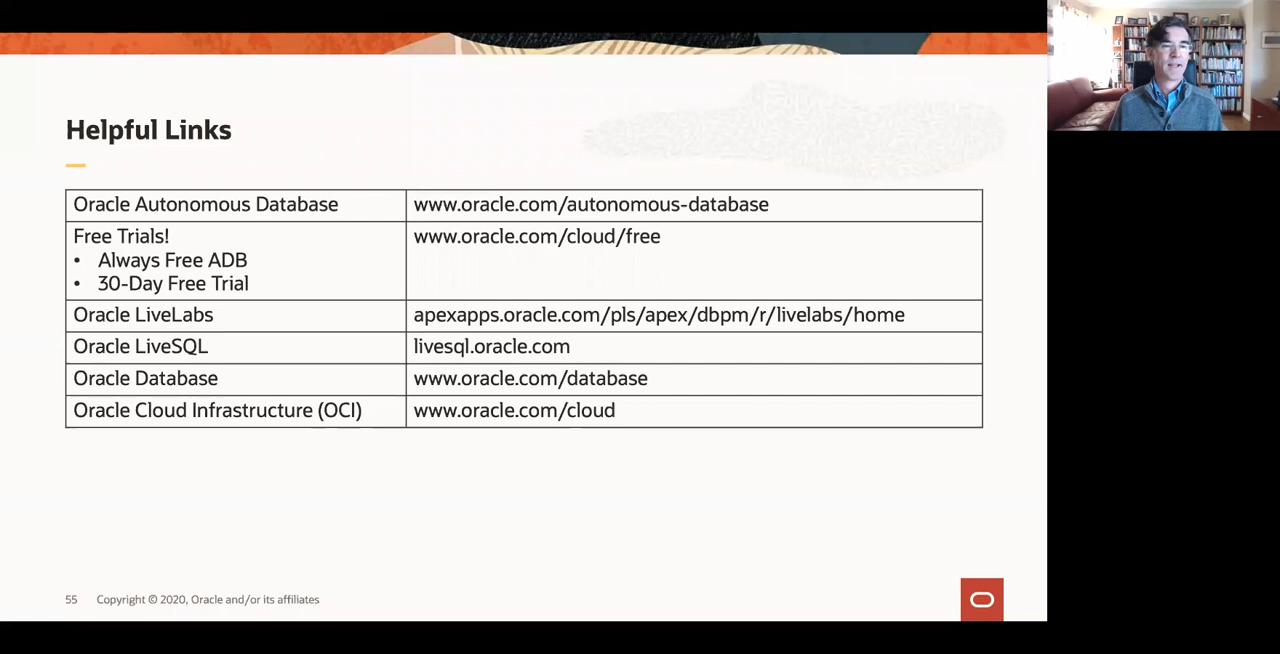 Helpful Links
Oracle Autonomous Database www.oracle.com/autonomous-database
Free Trials! www.oracle.com/cloud/free
• Always Free ADB
• 30-Day Free Trial
Oracle LiveLabs apexapps.oracle.com/pls/apex/dbpm/r/livelabs/home
Oracle LiveSQL livesql.oracle.com
Oracle Database www.oracle.com/database
Oracle Cloud Infrastructure (OCI) www.oracle.com/cloud
55 Copyright © 2020, Oracle and/or its affiliates